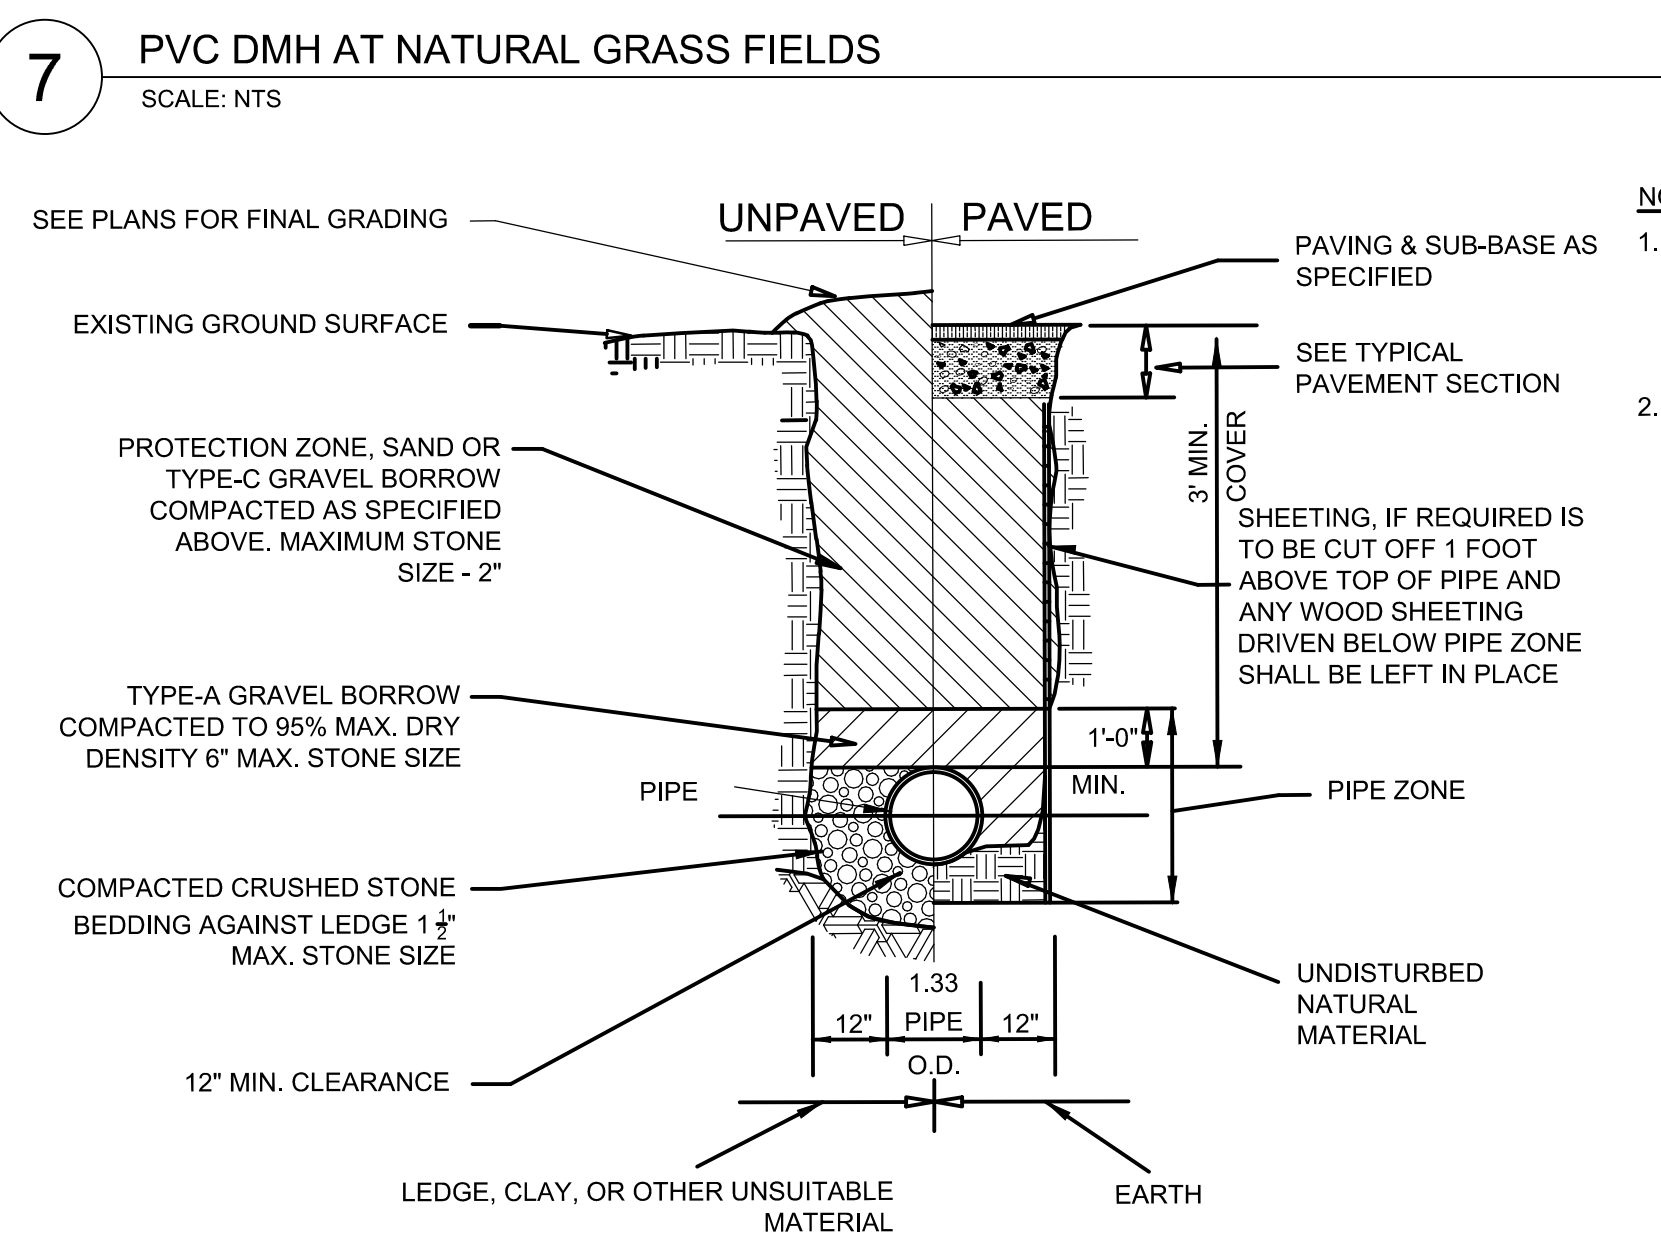 7
PVC DMH AT NATURAL GRASS FIELDS
SCALE: NTS
SEE PLANS FOR FINAL GRADING
EXISTING GROUND SURFACE
PROTECTION ZONE, SAND OR
TYPE-C GRAVEL BORROW
COMPACTED AS SPECIFIED
ABOVE. MAXIMUM STONE
SIZE - 2"
TYPE-A GRAVEL BORROW
COMPACTED TO 95% MAX. DRY
DENSITY 6" MAX. STONE SIZE
PIPE
COMPACTED CRUSHED STONE
BEDDING AGAINST LEDGE 1 1/2"
MAX. STONE SIZE
12" MIN. CLEARANCE
UNPAVED
PAVED
PAVING & SUB-BASE AS
SPECIFIED
SEE TYPICAL
PAVEMENT SECTION
3' MIN.
COVER
SHEETING, IF REQUIRED IS
TO BE CUT OFF 1 FOOT
ABOVE TOP OF PIPE AND
ANY WOOD SHEETING
DRIVEN BELOW PIPE ZONE
SHALL BE LEFT IN PLACE
1'-0"
MIN.
PIPE ZONE
UNDISTURBED
NATURAL
MATERIAL
12"
1.33
PIPE
O.D.
12"
LEDGE, CLAY, OR OTHER UNSUITABLE
MATERIAL
EARTH
1.
2.